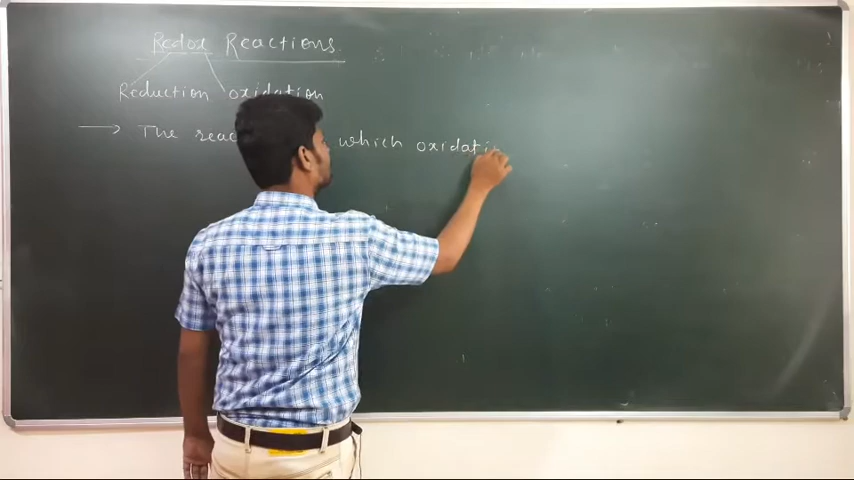 Redox Reactions
Reduction oxidation
The reac which oxidati